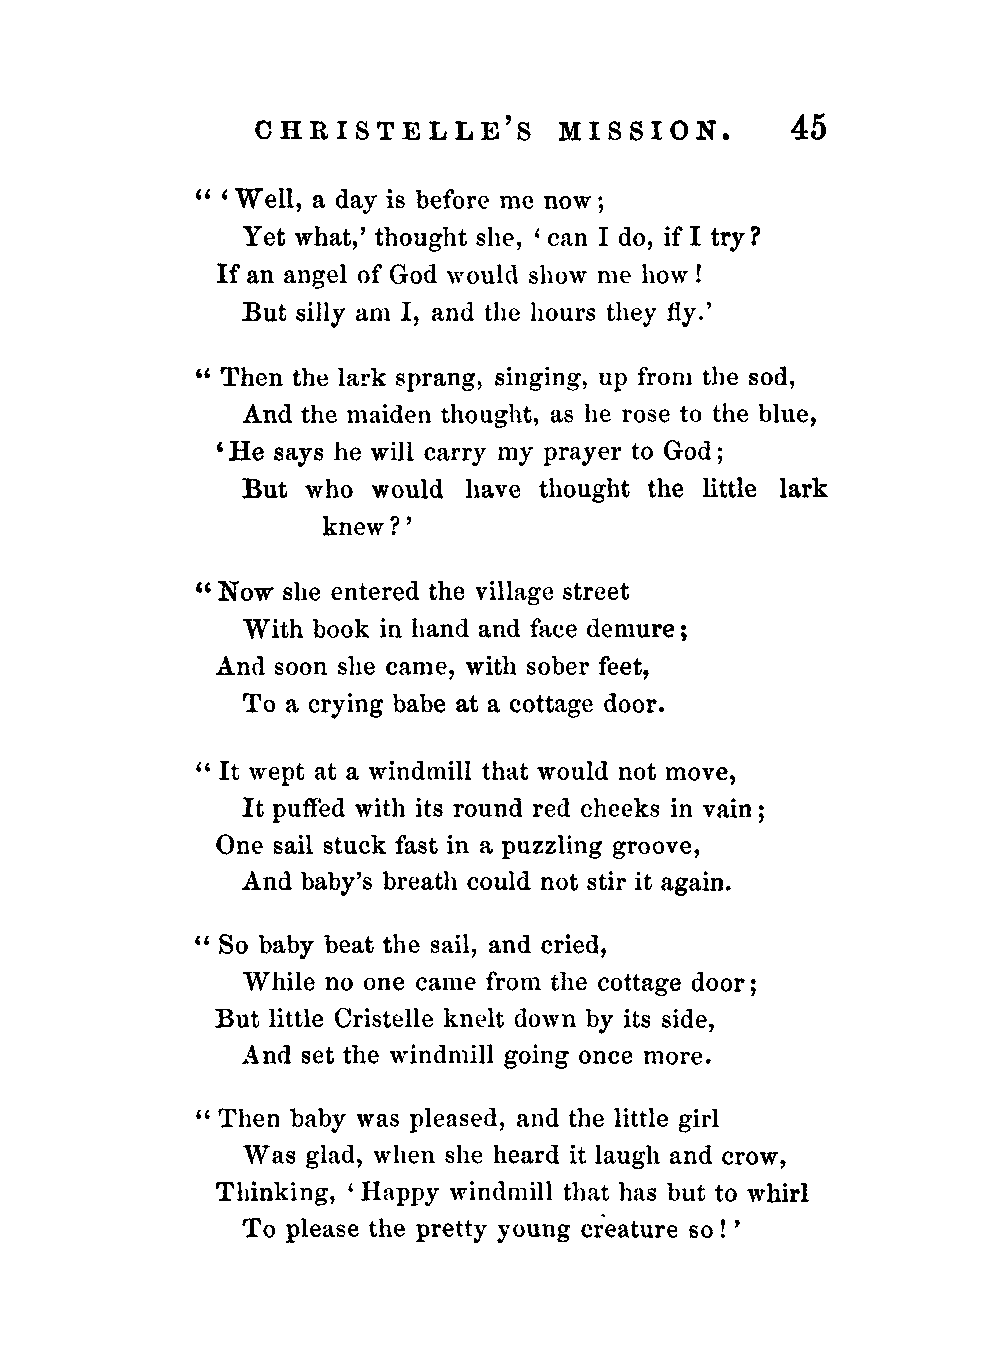 CHRISTELLE'S MISSION. 45
“ ‘ Well, a day is before me now ;
Yet what,’ thought she, ‘ can I do, if I try ?
If an angel of God would show me how !
But silly am I, and the hours they fly.’
“ Then the lark sprang, singing, up from the sod,
And the maiden thought, as he rose to the blue,
‘ He says he will carry my prayer to God ;
But who would have thought the little lark
knew ? ’
“ Now she entered the village street
With book in hand and face demure ;
And soon she came, with sober feet,
To a crying babe at a cottage door.
“ It wept at a windmill that would not move,
It puffed with its round red cheeks in vain ;
One sail stuck fast in a puzzling groove,
And baby’s breath could not stir it again.
“ So baby beat the sail, and cried,
While no one came from the cottage door ;
But little Cristelle knelt down by its side,
And set the windmill going once more.
“ Then baby was pleased, and the little girl
Was glad, when she heard it laugh and crow,
Thinking, ‘ Happy windmill that has but to whirl
To please the pretty young creature so ! ’